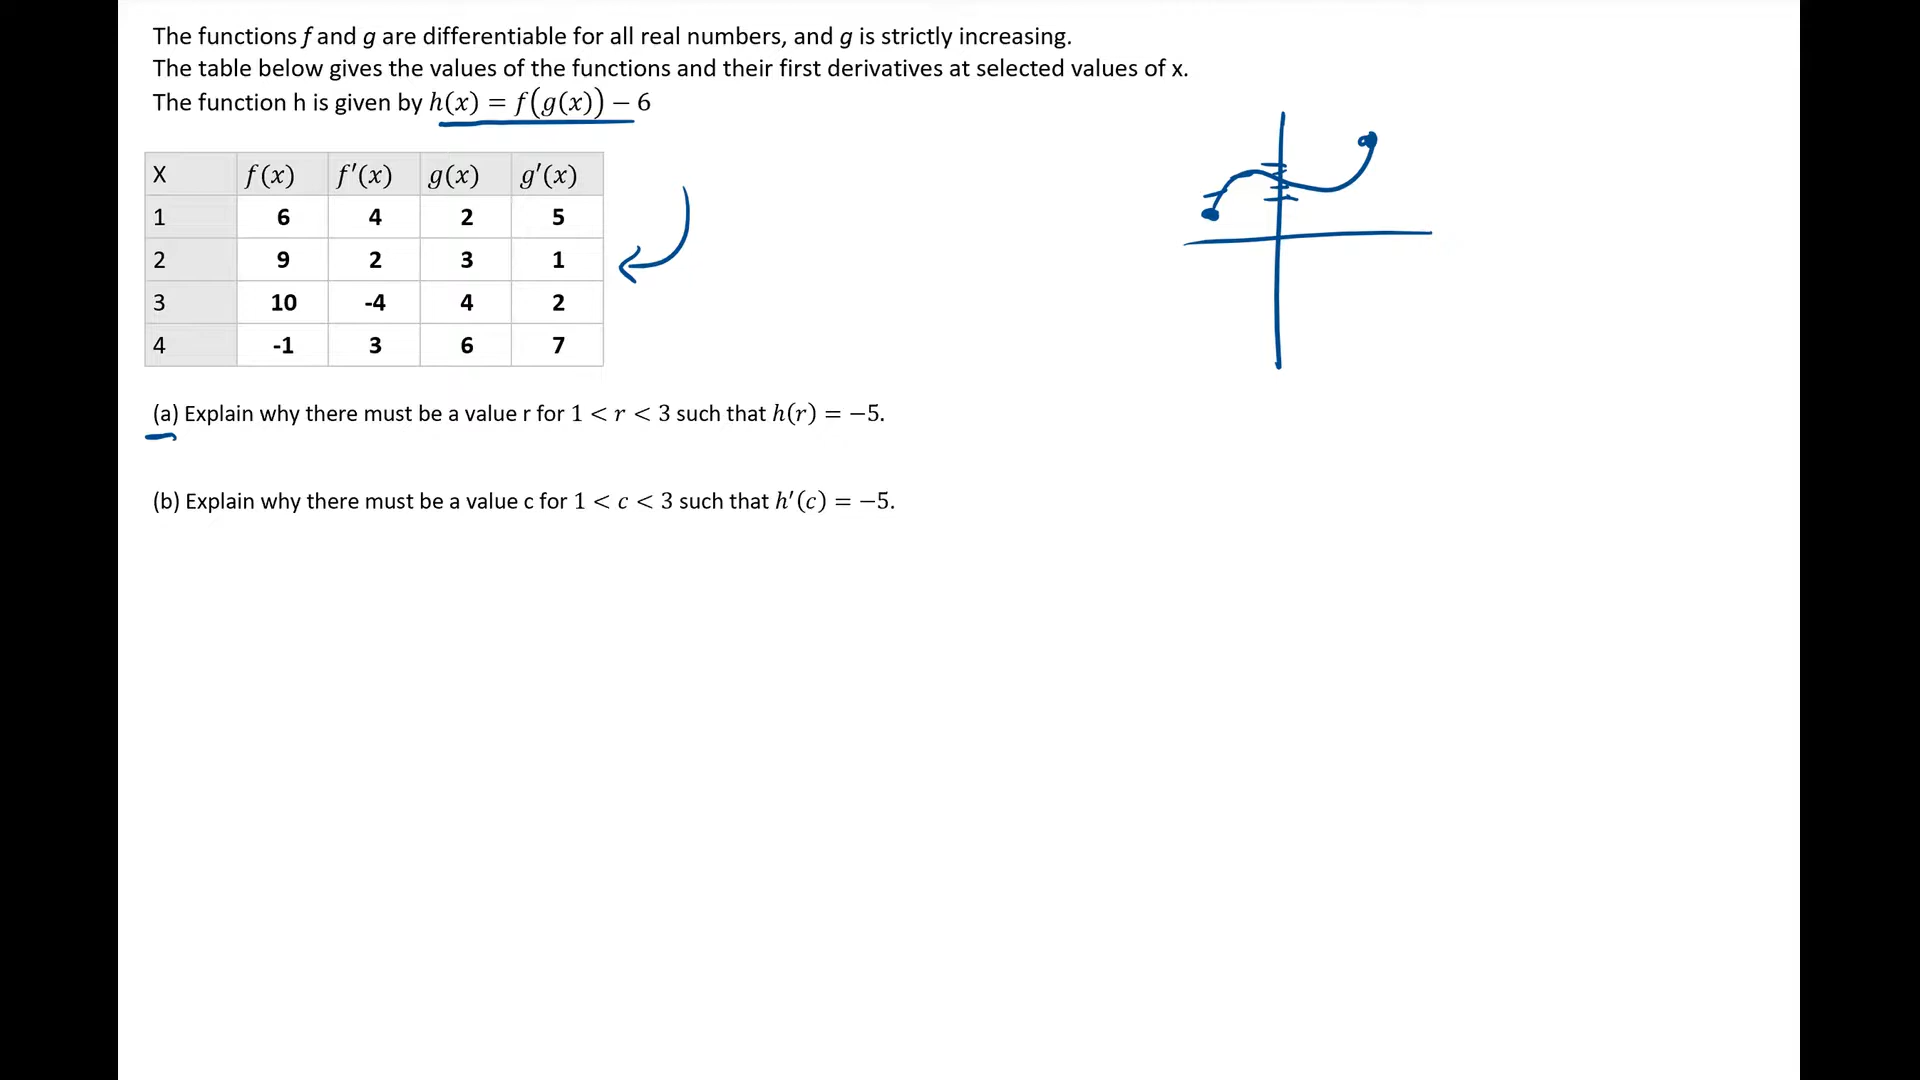 The functions f and g are differentiable for all real numbers, and g is strictly increasing.
The table below gives the values of the functions and their first derivatives at selected values of x.
The function h is given by h(x) = f(g(x)) − 6
X f(x) f′(x) g(x) g′(x)
1 6 4 2 5
2 9 2 3 1
3 10 -4 4 2
4 -1 3 6 7
(a) Explain why there must be a value r for 1 < r < 3 such that h(r) = −5.
(b) Explain why there must be a value c for 1 < c < 3 such that h′(c) = −5.